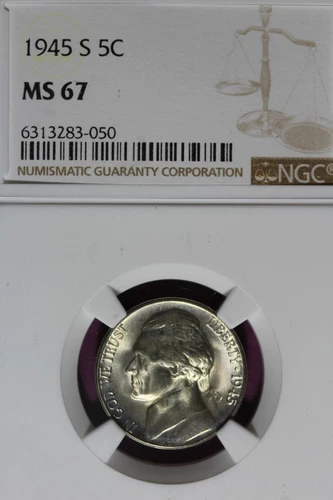 1945 S 5C
MS 67
6313283-050
NUMISMATIC GUARANTY CORPORATION
NGC®
IN GOD WE TRUST
LIBERTY 1945